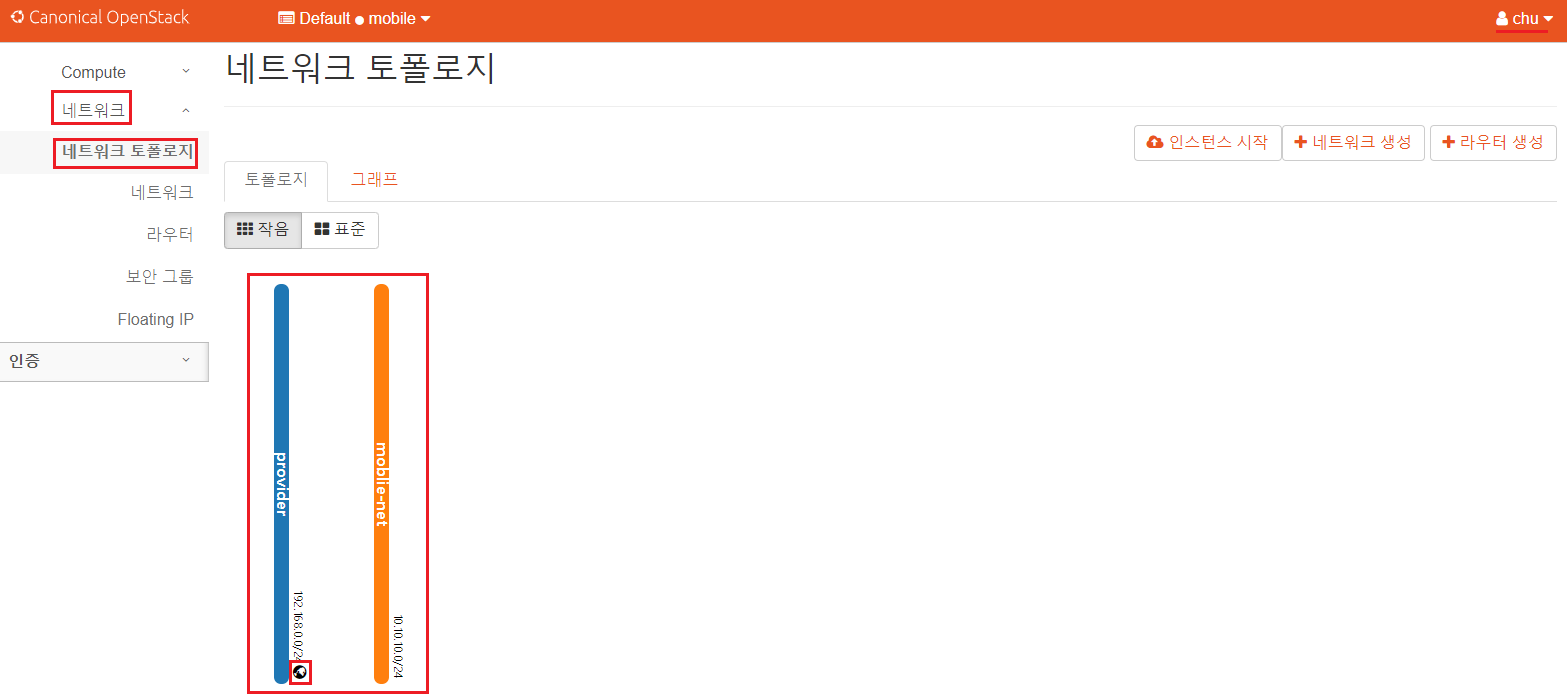 Canonical OpenStack
Default ● mobile
chu
Compute
네트워크
네트워크 토폴로지
네트워크
라우터
보안 그룹
Floating IP
인증
네트워크 토폴로지
인스턴스 시작
네트워크 생성
라우터 생성
토폴로지
그래프
작음
표준
provider
192.168.0.0/24
moblie-net
10.10.10.0/24